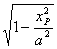 √(1 − x_P²/a²)